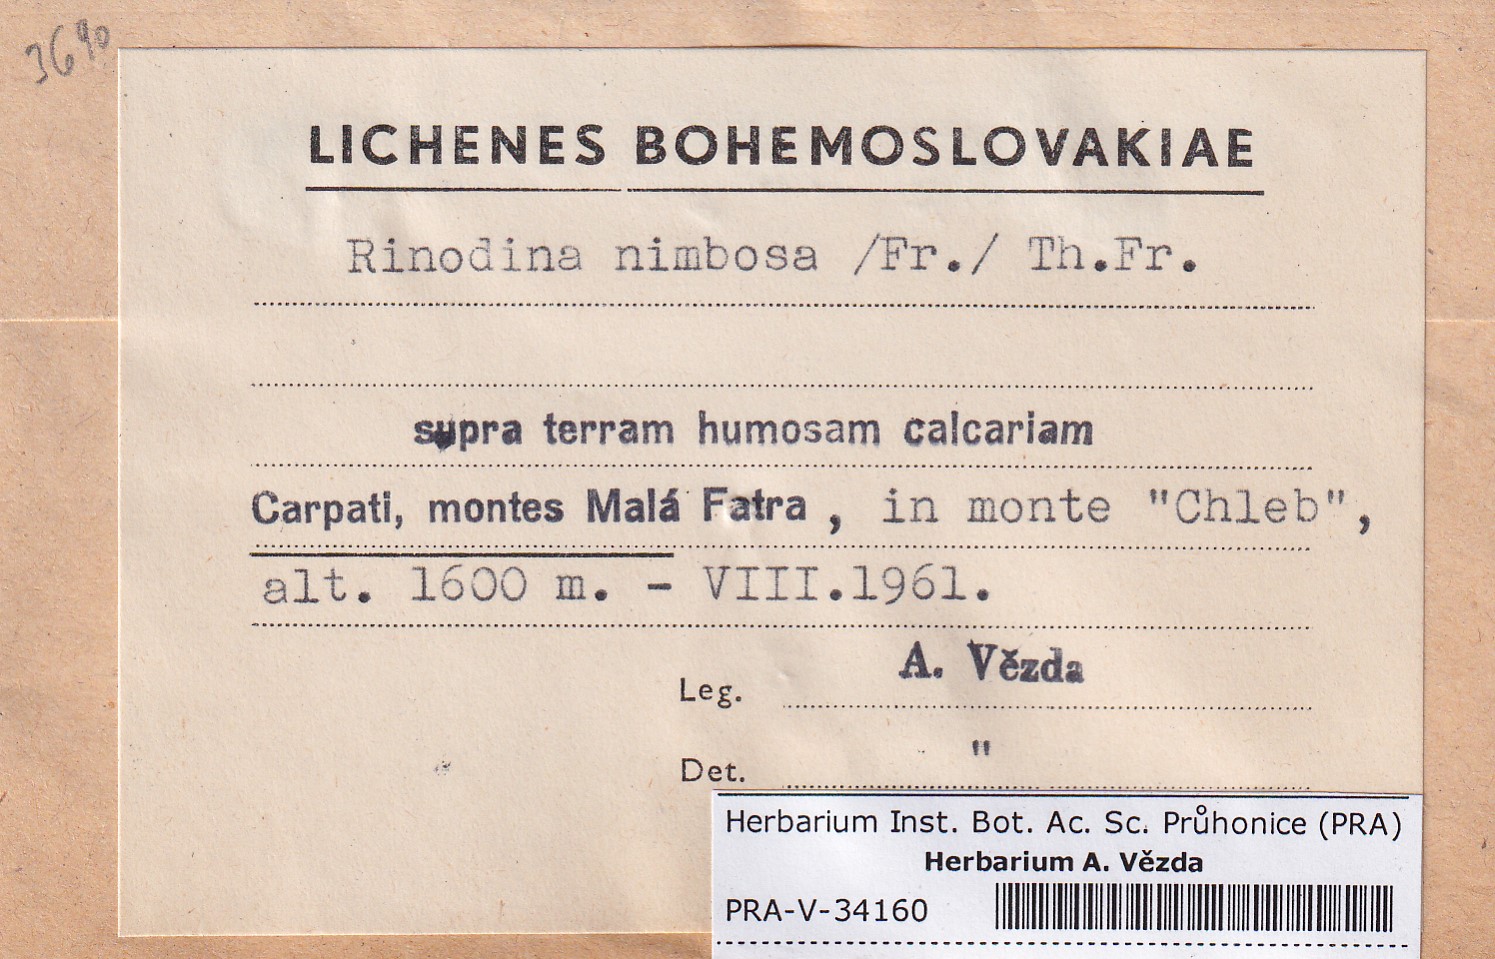 3690
LICHENES BOHEMOSLOVAKIAE
Rinodina nimbosa /Fr./ Th.Fr.
supra terram humosam calcariam
Carpati, montes Malá Fatra , in monte "Chleb",
alt. 1600 m. - VIII.1961.
A. Vězda
Leg.
"
Det.
Herbarium Inst. Bot. Ac. Sc. Průhonice (PRA)
Herbarium A. Vězda
PRA-V-34160